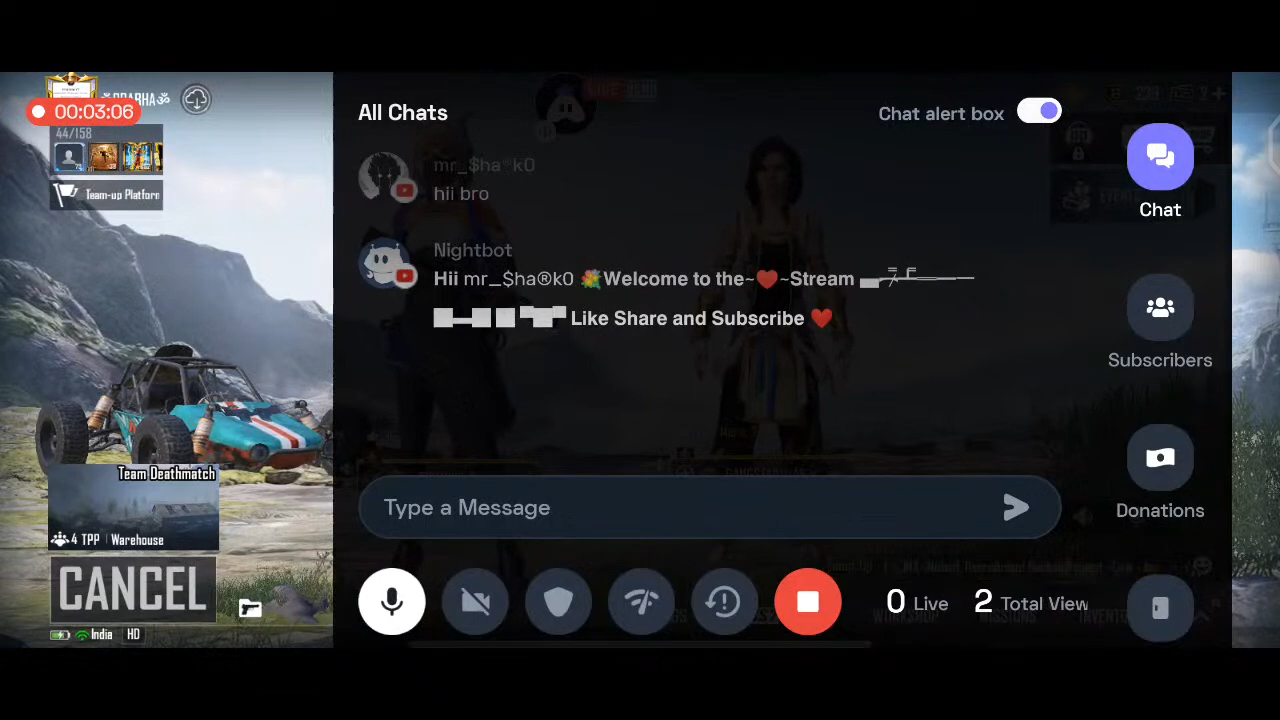 00:03:06
44/158
Team-up Platform
Team Deathmatch
4 TPP | Warehouse
CANCEL
India HD
All Chats
Chat alert box
mr_$ha®k0
hii bro
Nightbot
Hii mr_$ha®k0 💐Welcome to the~❤️~Stream
Like Share and Subscribe ❤️
Type a Message
0 Live 2 Total View
Chat
Subscribers
Donations